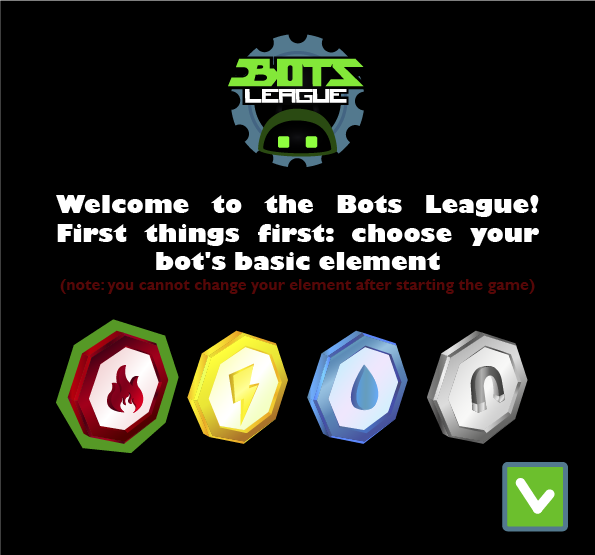 BOTS
LEAGUE
Welcome to the Bots League!
First things first: choose your
bot's basic element
(note: you cannot change your element after starting the game)